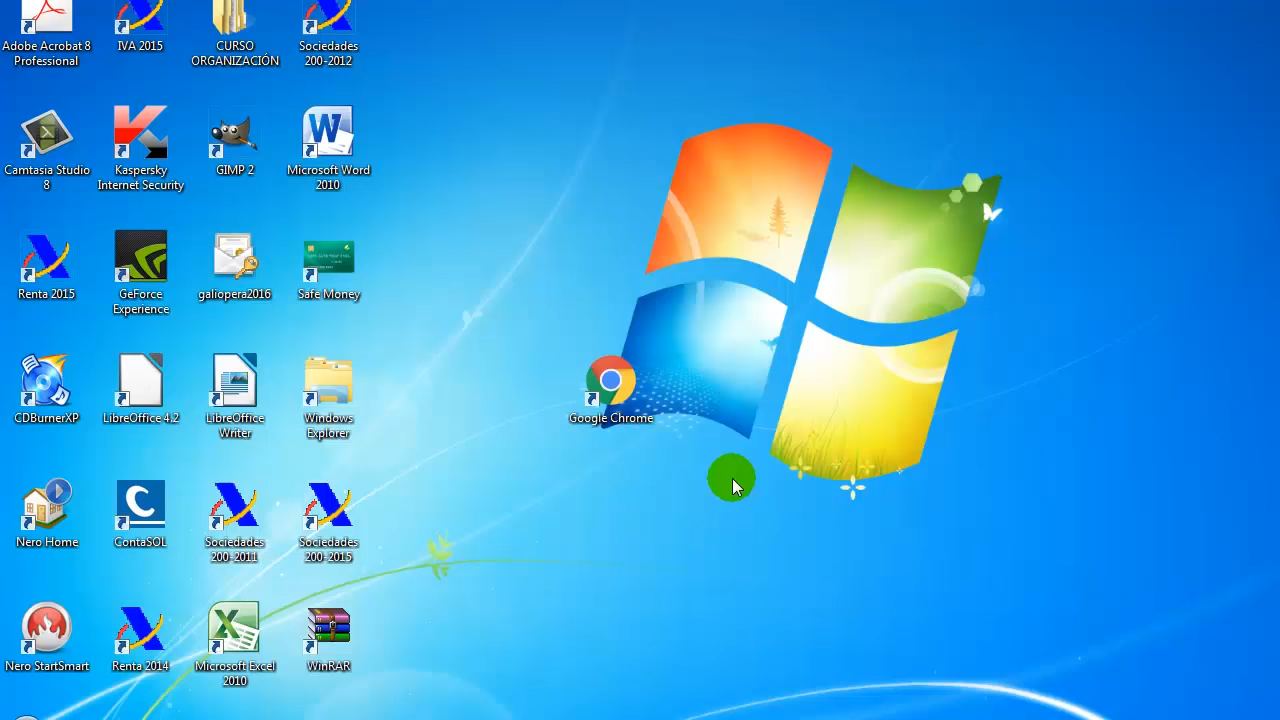 Adobe Acrobat 8
Professional
IVA 2015
CURSO
ORGANIZACIÓN
Sociedades
200-2012
Camtasia Studio
8
Kaspersky
Internet Security
GIMP 2
Microsoft Word
2010
Renta 2015
GeForce
Experience
galiopera2016
Safe Money
CDBurnerXP
LibreOffice 4.2
LibreOffice
Writer
Windows
Explorer
Google Chrome
Nero Home
ContaSOL
Sociedades
200-2011
Sociedades
200-2015
Nero StartSmart
Renta 2014
Microsoft Excel
2010
WinRAR